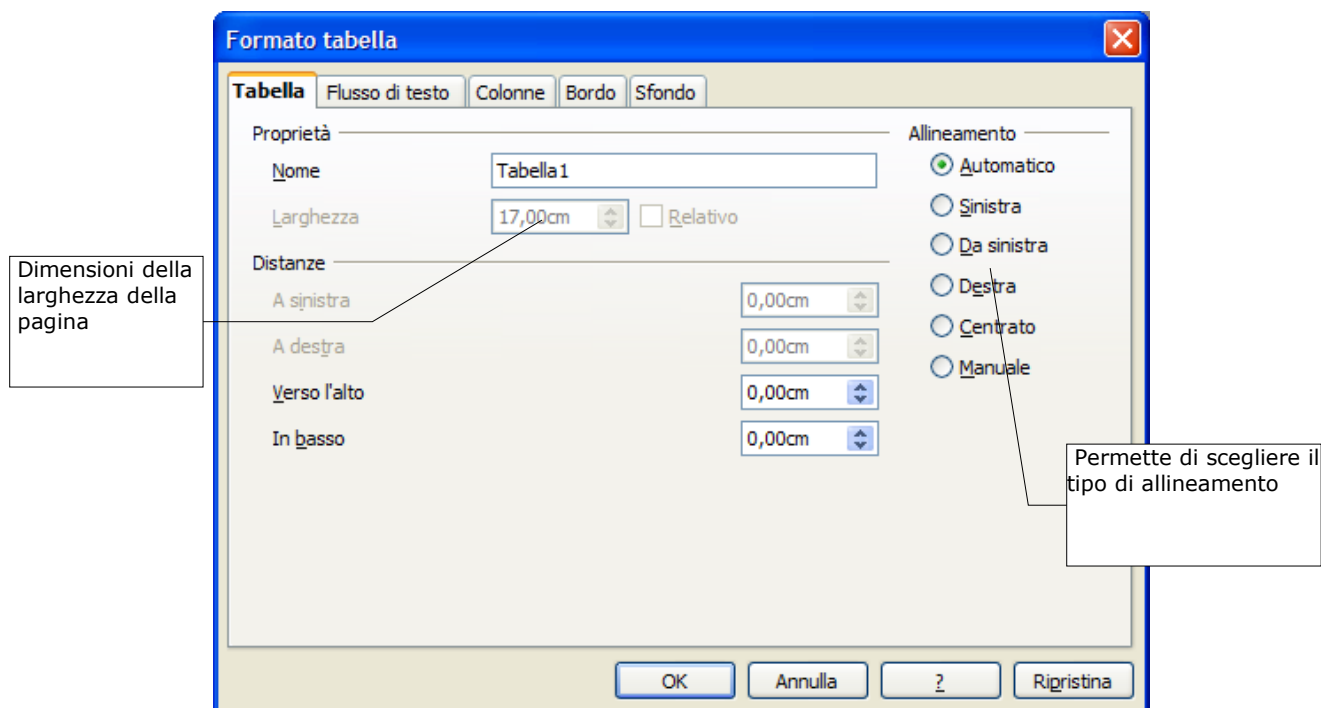 Formato tabella
Tabella Flusso di testo Colonne Bordo Sfondo
Proprietà
Nome Tabella1
Larghezza 17,00cm Relativo
Distanze
A sinistra 0,00cm
A destra 0,00cm
Verso l'alto 0,00cm
In basso 0,00cm
Allineamento
Automatico
Sinistra
Da sinistra
Destra
Centrato
Manuale
Dimensioni della
larghezza della
pagina
Permette di scegliere il
tipo di allineamento
OK Annulla ? Ripristina